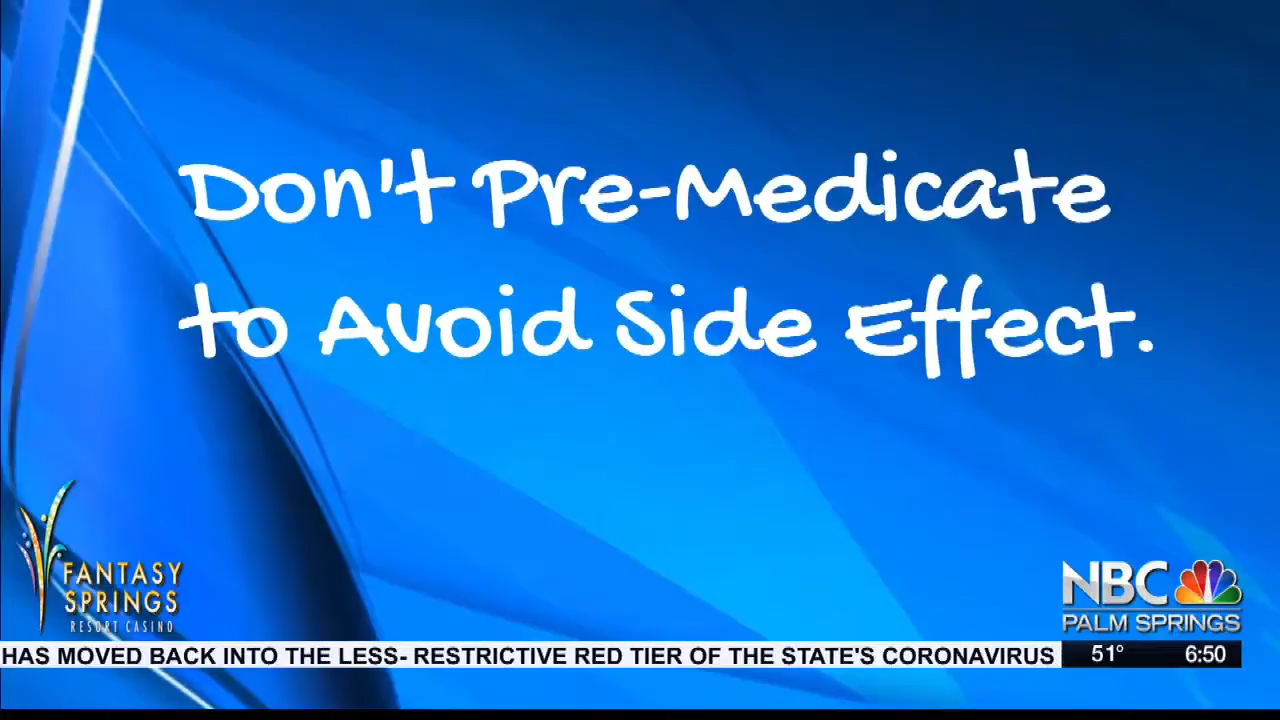 Don't Pre-Medicate
to Avoid Side Effect.
FANTASY
SPRINGS
RESORT CASINO
NBC
PALM SPRINGS
HAS MOVED BACK INTO THE LESS- RESTRICTIVE RED TIER OF THE STATE'S CORONAVIRUS
51° 6:50